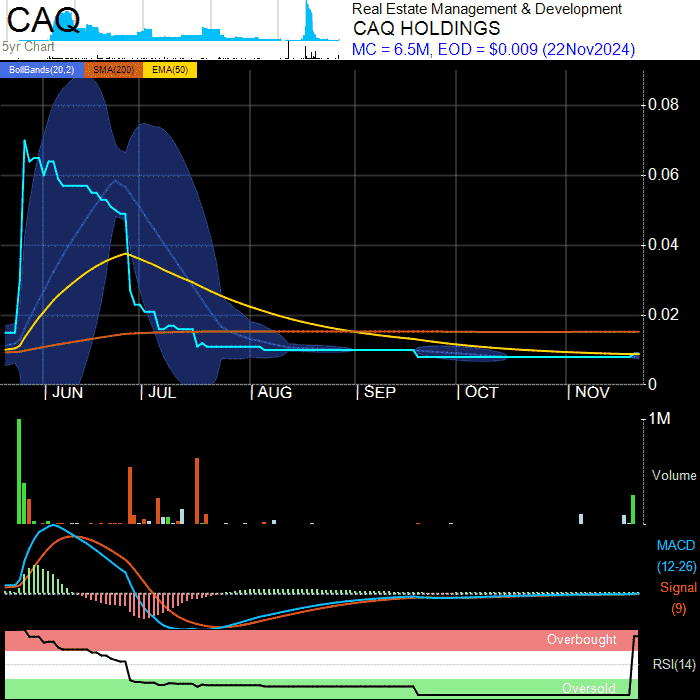 CAQ
5yr Chart
Real Estate Management & Development
CAQ HOLDINGS
MC = 6.5M, EOD = $0.009 (22Nov2024)
BollBands(20,2) SMA(200) EMA(50)
0.08
0.06
0.04
0.02
0
| JUN | JUL | AUG | SEP | OCT | NOV
1M
Volume
MACD
(12-26)
Signal
(9)
Overbought
RSI(14)
Oversold